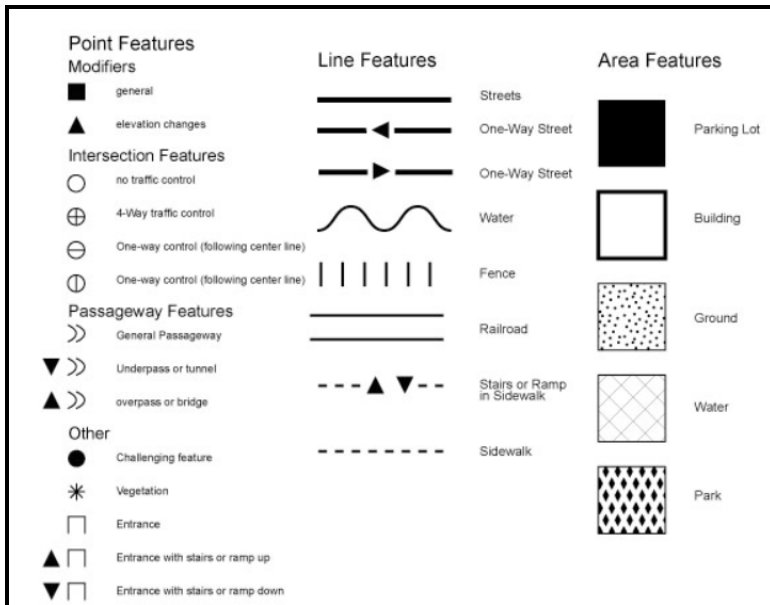 Point Features
Modifiers
general
elevation changes
Intersection Features
no traffic control
4-Way traffic control
One-way control (following center line)
One-way control (following center line)
Passageway Features
General Passageway
Underpass or tunnel
overpass or bridge
Other
Challenging feature
Vegetation
Entrance
Entrance with stairs or ramp up
Entrance with stairs or ramp down
Line Features
Streets
One-Way Street
One-Way Street
Water
Fence
Railroad
Stairs or Ramp
in Sidewalk
Sidewalk
Area Features
Parking Lot
Building
Ground
Water
Park